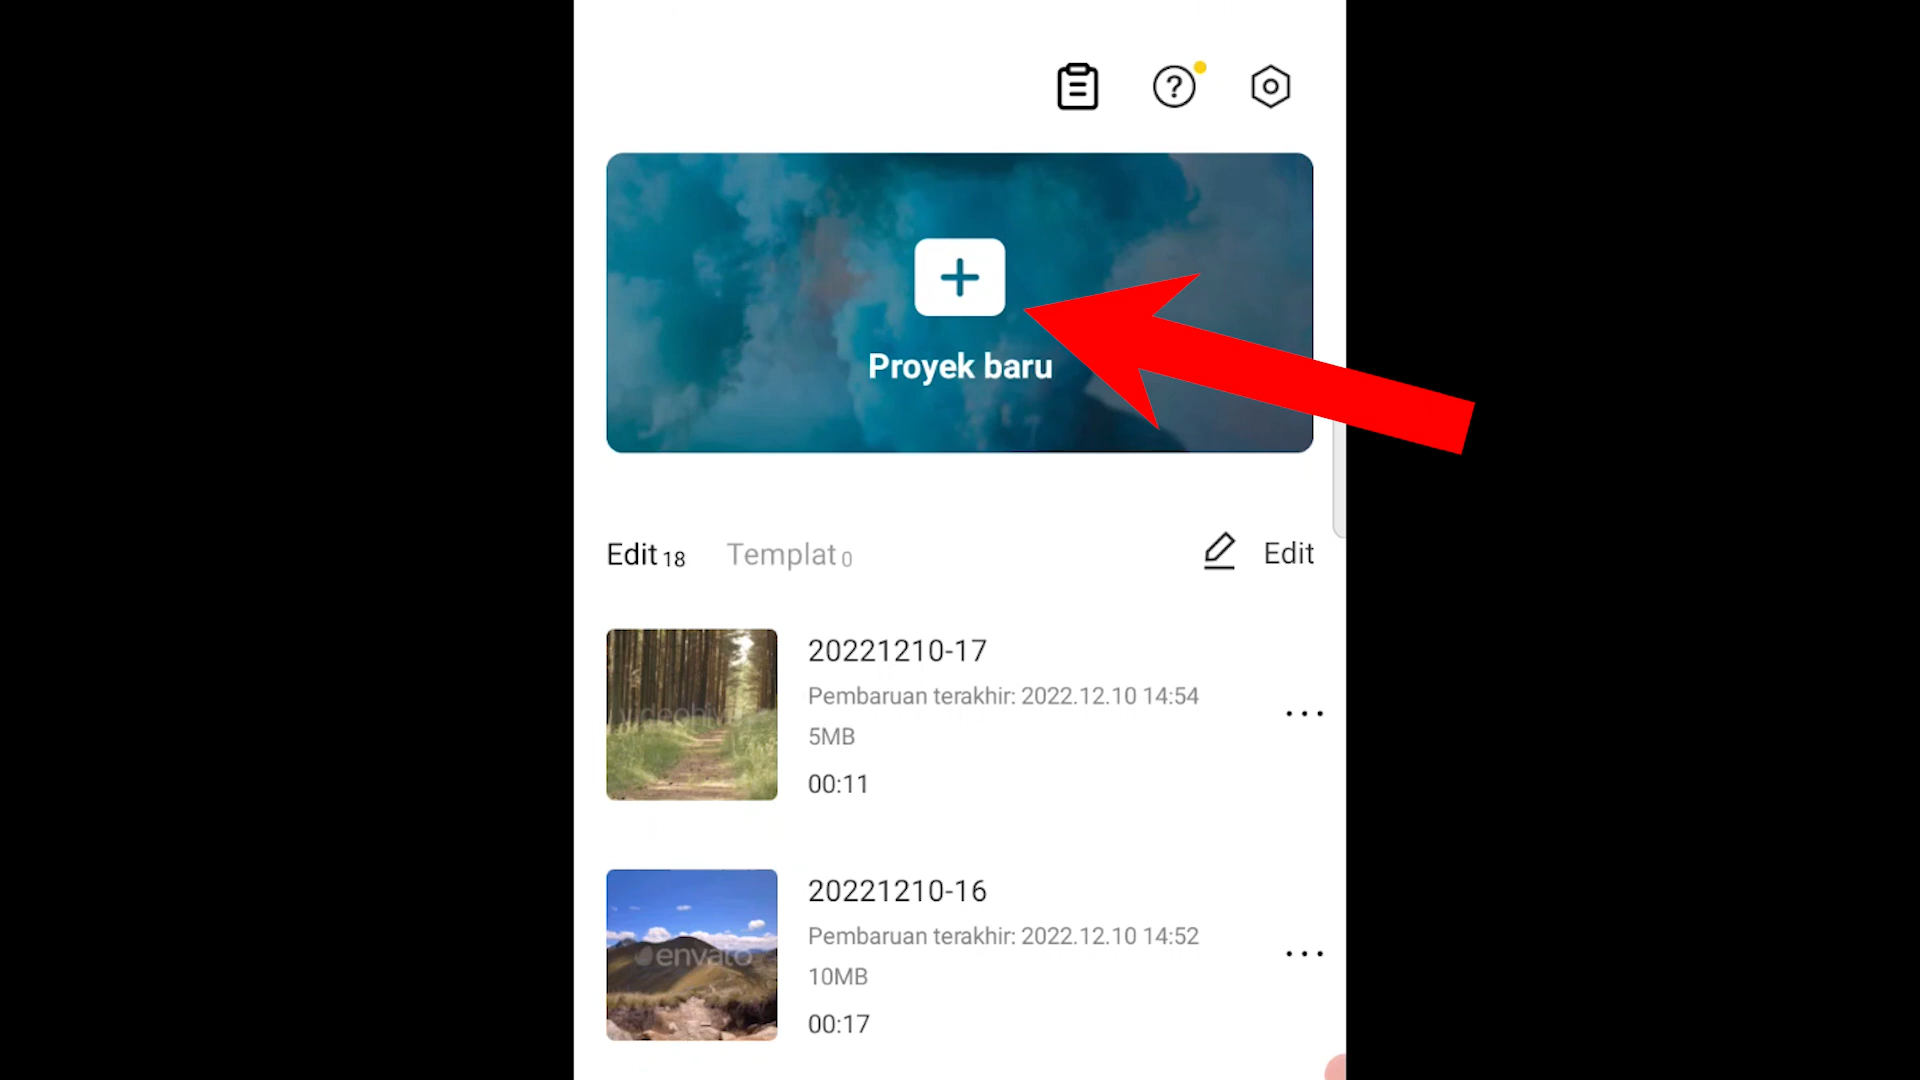 Proyek baru
Edit 18
Templat 0
Edit
20221210-17
Pembaruan terakhir: 2022.12.10 14:54
5MB
00:11
20221210-16
Pembaruan terakhir: 2022.12.10 14:52
envato
10MB
00:17